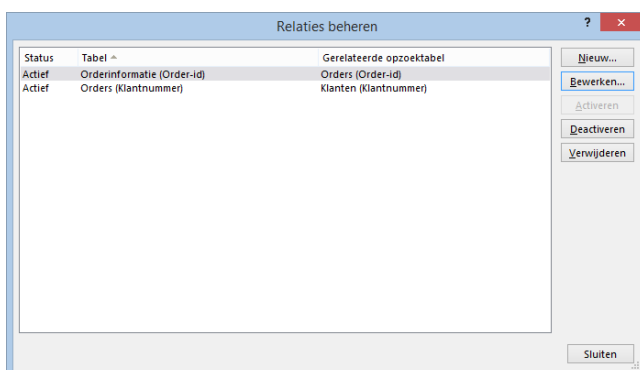 Relaties beheren
?
Status Tabel Gerelateerde opzoektabel
Actief Orderinformatie (Order-id) Orders (Order-id)
Actief Orders (Klantnummer) Klanten (Klantnummer)
Nieuw...
Bewerken...
Activeren
Deactiveren
Verwijderen
Sluiten